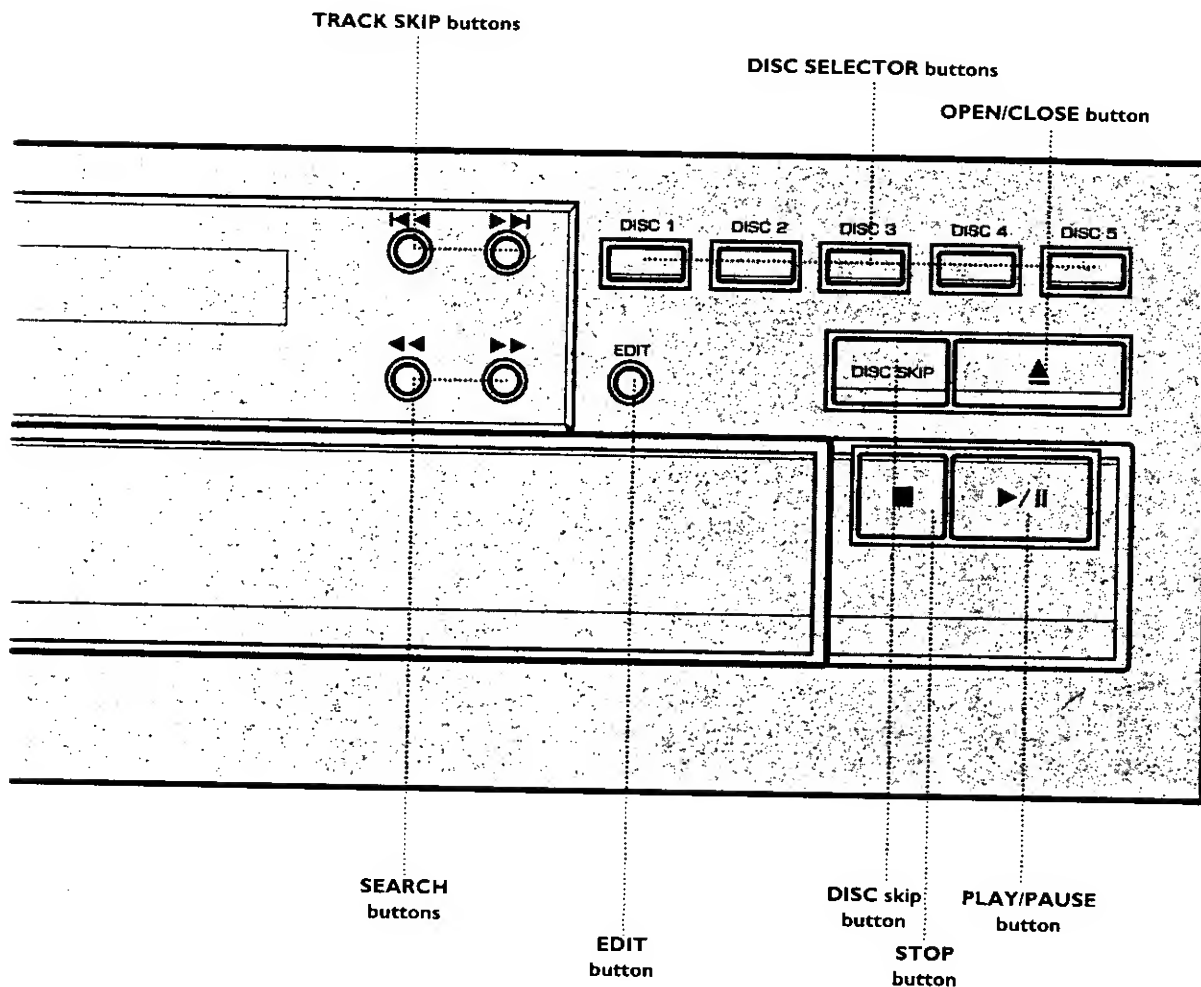 TRACK SKIP buttons
DISC SELECTOR buttons
OPEN/CLOSE button
DISC 1 DISC 2 DISC 3 DISC 4 DISC 5
EDIT
DISC SKIP
SEARCH
buttons
EDIT
button
DISC skip
button
STOP
button
PLAY/PAUSE
button